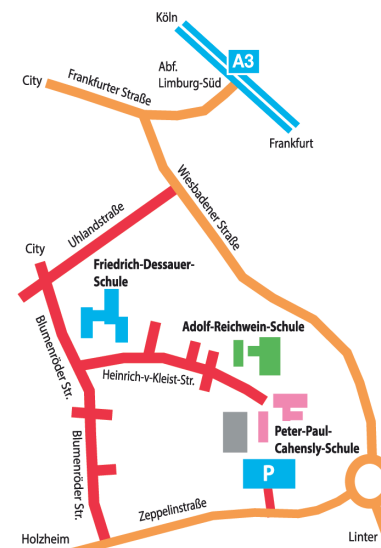 Köln
A3
Abf.
Limburg-Süd
City
Frankfurter Straße
Frankfurt
Wiesbadener Straße
Uhlandstraße
City
Friedrich-Dessauer-
Schule
Blumenröder Str.
Adolf-Reichwein-Schule
Heinrich-v-Kleist-Str.
Peter-Paul-
Cahensly-Schule
Blumenröder Str.
P
Zeppelinstraße
Holzheim
Linter